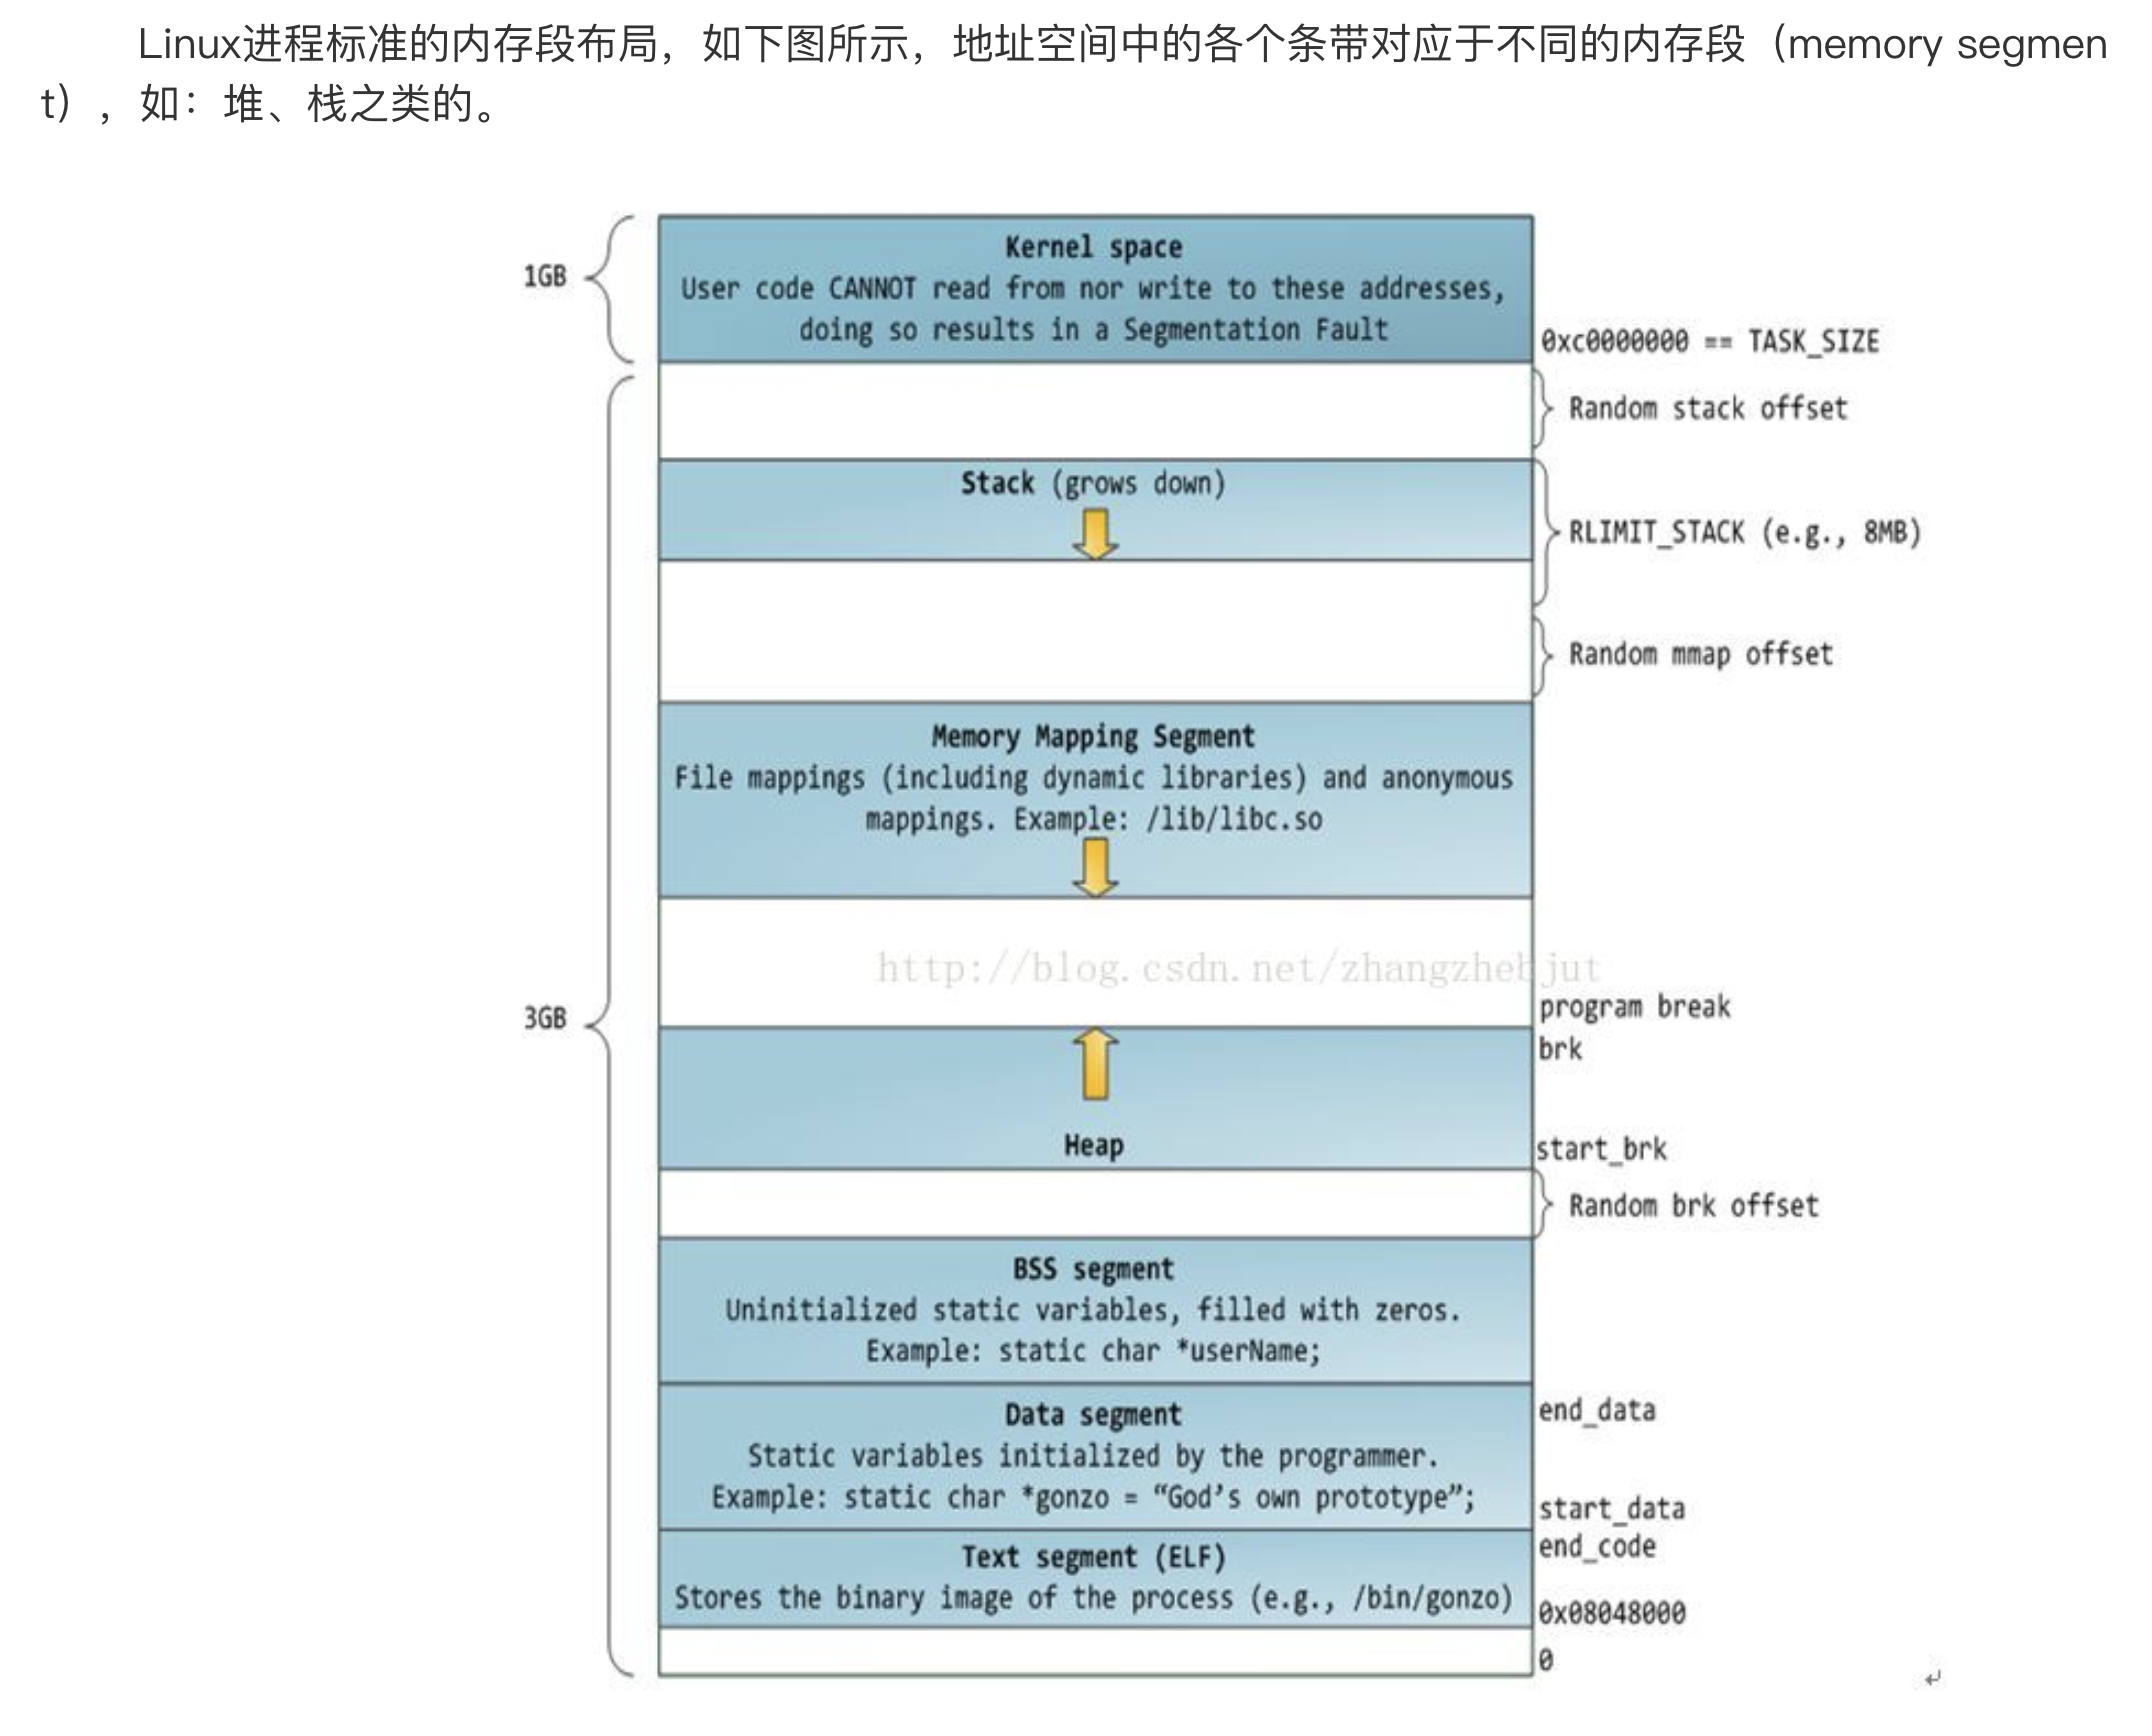 Linux进程标准的内存段布局，如下图所示，地址空间中的各个条带对应于不同的内存段（memory segmen
t），如：堆、栈之类的。
1GB
Kernel space
User code CANNOT read from nor write to these addresses,
doing so results in a Segmentation Fault
0xc0000000 == TASK_SIZE
Random stack offset
Stack (grows down)
RLIMIT_STACK (e.g., 8MB)
Random mmap offset
Memory Mapping Segment
File mappings (including dynamic libraries) and anonymous
mappings. Example: /lib/libc.so
http://blog.csdn.net/zhangzhebjut
3GB
program break
brk
Heap
start_brk
Random brk offset
BSS segment
Uninitialized static variables, filled with zeros.
Example: static char *userName;
Data segment
Static variables initialized by the programmer.
Example: static char *gonzo = “God’s own prototype”;
end_data
start_data
Text segment (ELF)
Stores the binary image of the process (e.g., /bin/gonzo)
end_code
0x08048000
0